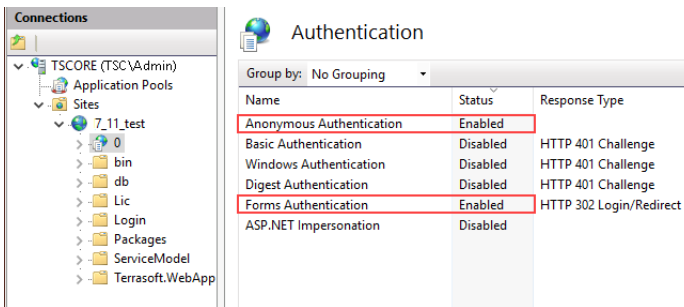 Connections
TSCORE (TSC\Admin)
Application Pools
Sites
7_11_test
0
bin
db
Lic
Login
Packages
ServiceModel
Terrasoft.WebApp
Authentication
Group by: No Grouping
Name Status Response Type
Anonymous Authentication Enabled
Basic Authentication Disabled HTTP 401 Challenge
Windows Authentication Disabled HTTP 401 Challenge
Digest Authentication Disabled HTTP 401 Challenge
Forms Authentication Enabled HTTP 302 Login/Redirect
ASP.NET Impersonation Disabled